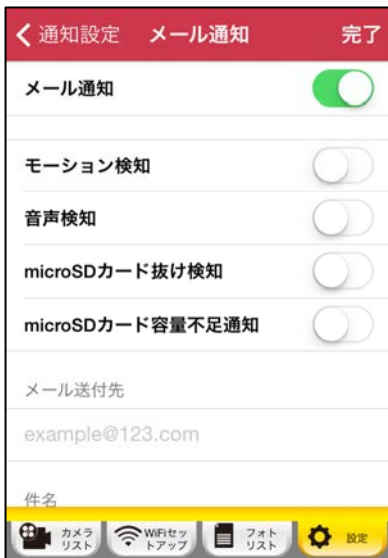 通知設定 メール通知 完了
メール通知
モーション検知
音声検知
microSDカード抜け検知
microSDカード容量不足通知
メール送付先
example@123.com
件名
カメラ
リスト
WiFiセッ
トアップ
フォト
リスト
設定